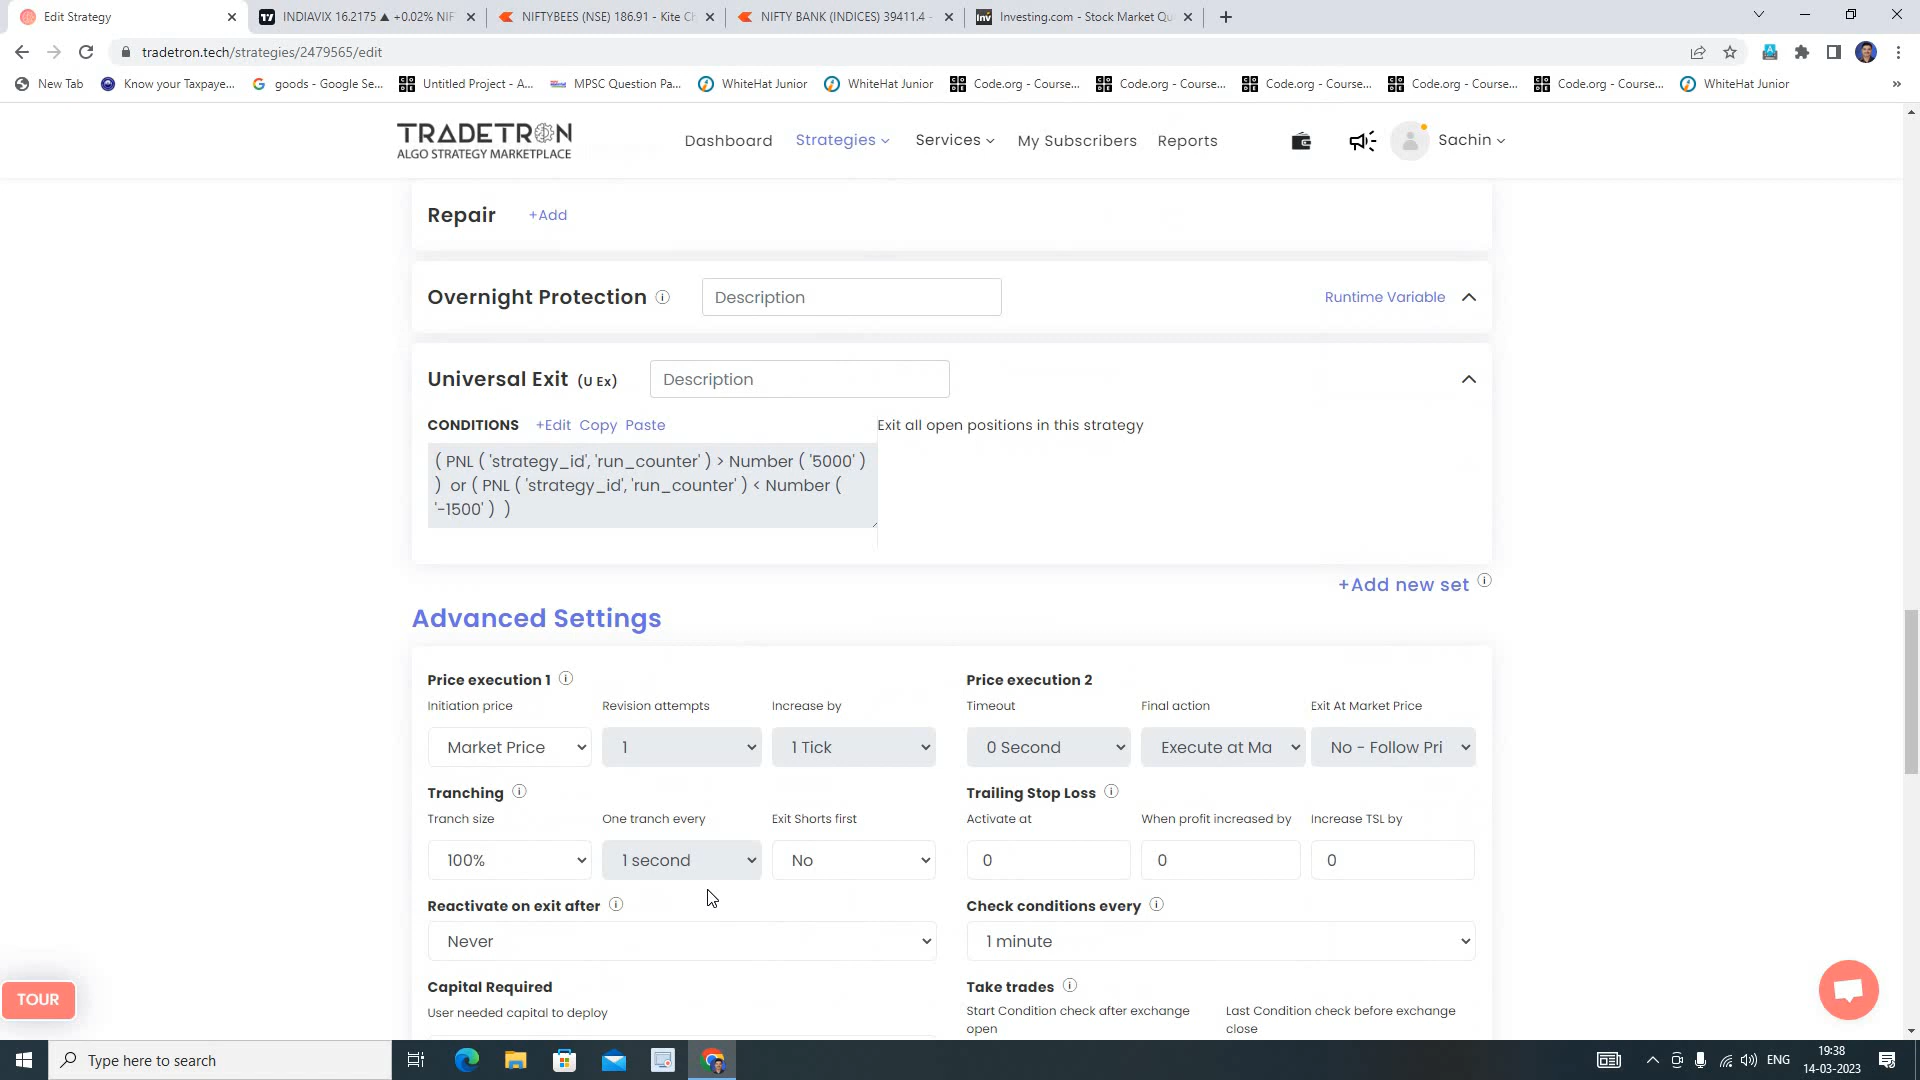 Edit Strategy
INDIAVIX 16.2175 ▲ +0.02% NIF
NIFTYBEES (NSE) 186.91 - Kite Ch
NIFTY BANK (INDICES) 39411.4 -
Investing.com - Stock Market Qu
tradetron.tech/strategies/2479565/edit
New Tab
Know your Taxpaye...
goods - Google Se...
Untitled Project - A...
MPSC Question Pa...
WhiteHat Junior
WhiteHat Junior
Code.org - Course...
Code.org - Course...
Code.org - Course...
Code.org - Course...
Code.org - Course...
WhiteHat Junior
»
TRADETRON
ALGO STRATEGY MARKETPLACE
Dashboard
Strategies
Services
My Subscribers
Reports
Sachin
Repair +Add
Overnight Protection
Description
Runtime Variable
Universal Exit (U Ex)
Description
CONDITIONS +Edit Copy Paste
Exit all open positions in this strategy
( PNL ( 'strategy_id', 'run_counter' ) > Number ( '5000' )
) or ( PNL ( 'strategy_id', 'run_counter' ) < Number (
'-1500' ) )
+Add new set
Advanced Settings
Price execution 1
Price execution 2
Initiation price
Revision attempts
Increase by
Timeout
Final action
Exit At Market Price
Market Price
1
1 Tick
0 Second
Execute at Ma
No - Follow Pri
Tranching
Trailing Stop Loss
Tranch size
One tranch every
Exit Shorts first
Activate at
When profit increased by
Increase TSL by
100%
1 second
No
0
0
0
Reactivate on exit after
Check conditions every
Never
1 minute
Capital Required
Take trades
User needed capital to deploy
Start Condition check after exchange
open
Last Condition check before exchange
close
TOUR
Type here to search
ENG
19:38
14-03-2023